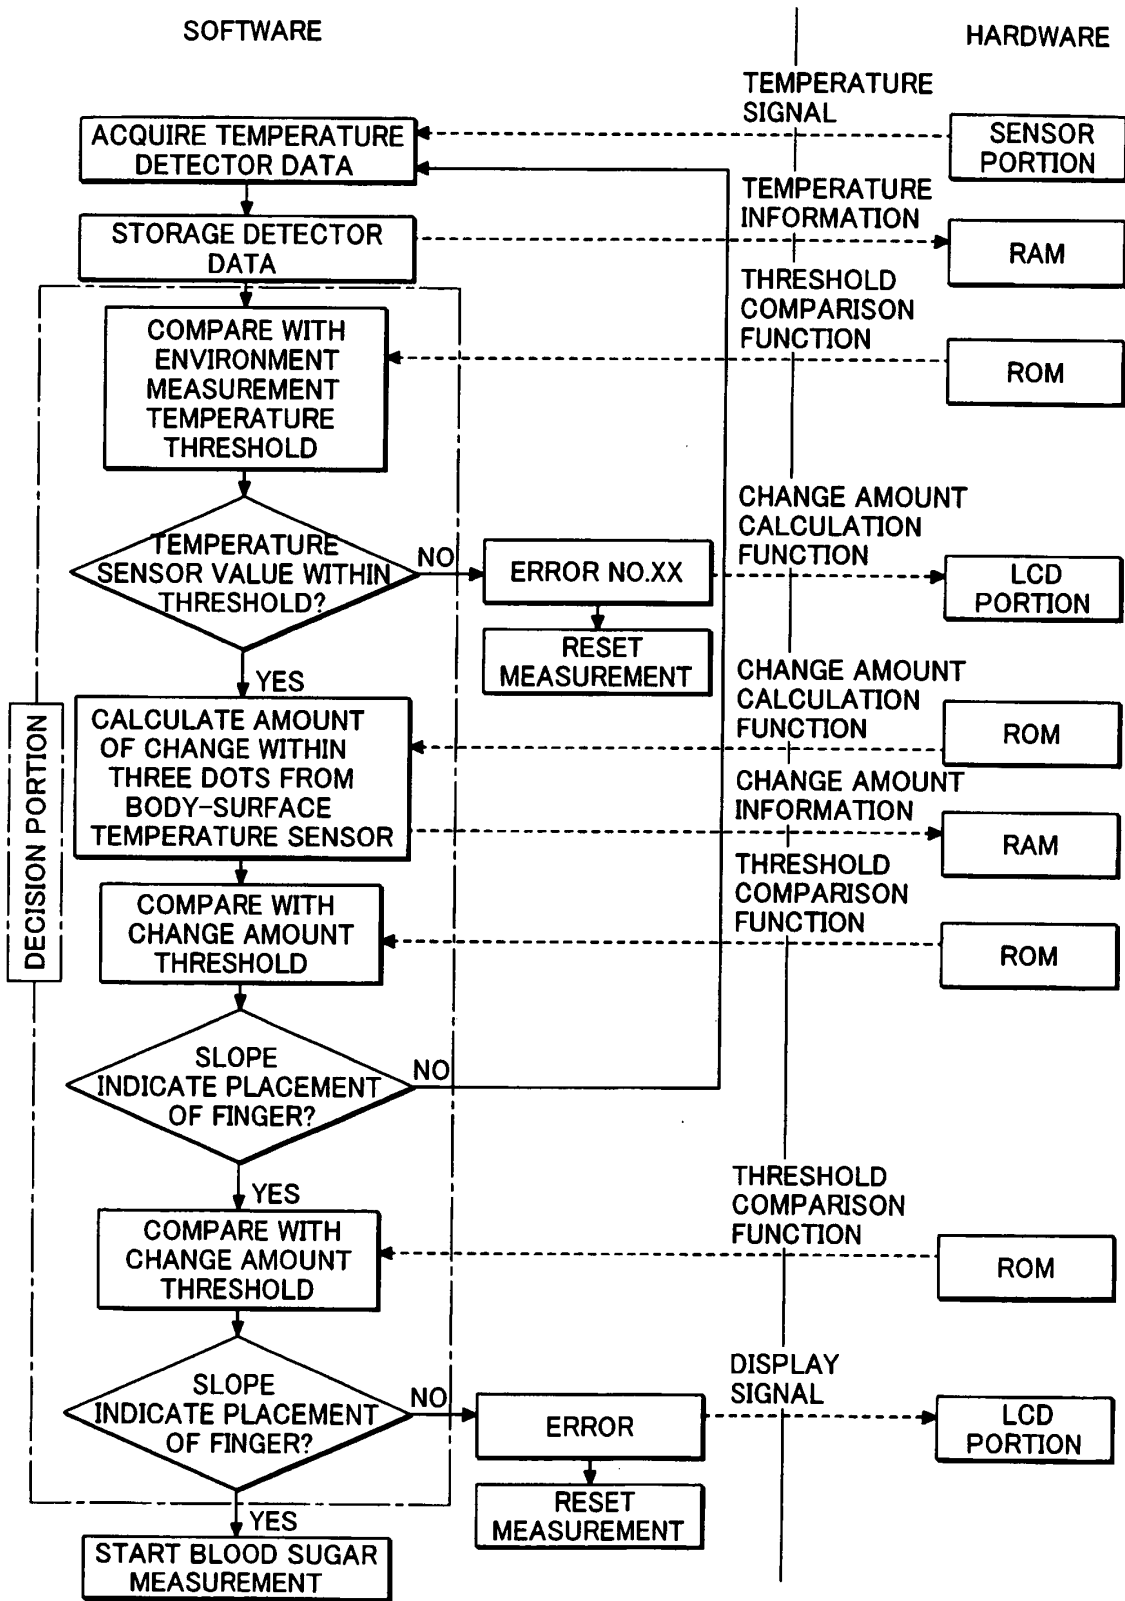 SOFTWARE
HARDWARE
TEMPERATURE
SIGNAL
ACQUIRE TEMPERATURE
DETECTOR DATA
SENSOR
PORTION
TEMPERATURE
INFORMATION
STORAGE DETECTOR
DATA
RAM
THRESHOLD
COMPARISON
FUNCTION
COMPARE WITH
ENVIRONMENT
MEASUREMENT
TEMPERATURE
THRESHOLD
ROM
CHANGE AMOUNT
CALCULATION
FUNCTION
TEMPERATURE
SENSOR VALUE WITHIN
THRESHOLD?
NO
ERROR NO.XX
LCD
PORTION
RESET
MEASUREMENT
YES
CHANGE AMOUNT
CALCULATION
FUNCTION
DECISION PORTION
CALCULATE AMOUNT
OF CHANGE WITHIN
THREE DOTS FROM
BODY-SURFACE
TEMPERATURE SENSOR
ROM
CHANGE AMOUNT
INFORMATION
RAM
THRESHOLD
COMPARISON
FUNCTION
COMPARE WITH
CHANGE AMOUNT
THRESHOLD
ROM
SLOPE
INDICATE PLACEMENT
OF FINGER?
NO
YES
THRESHOLD
COMPARISON
FUNCTION
COMPARE WITH
CHANGE AMOUNT
THRESHOLD
ROM
DISPLAY
SIGNAL
SLOPE
INDICATE PLACEMENT
OF FINGER?
NO
ERROR
LCD
PORTION
RESET
MEASUREMENT
YES
START BLOOD SUGAR
MEASUREMENT